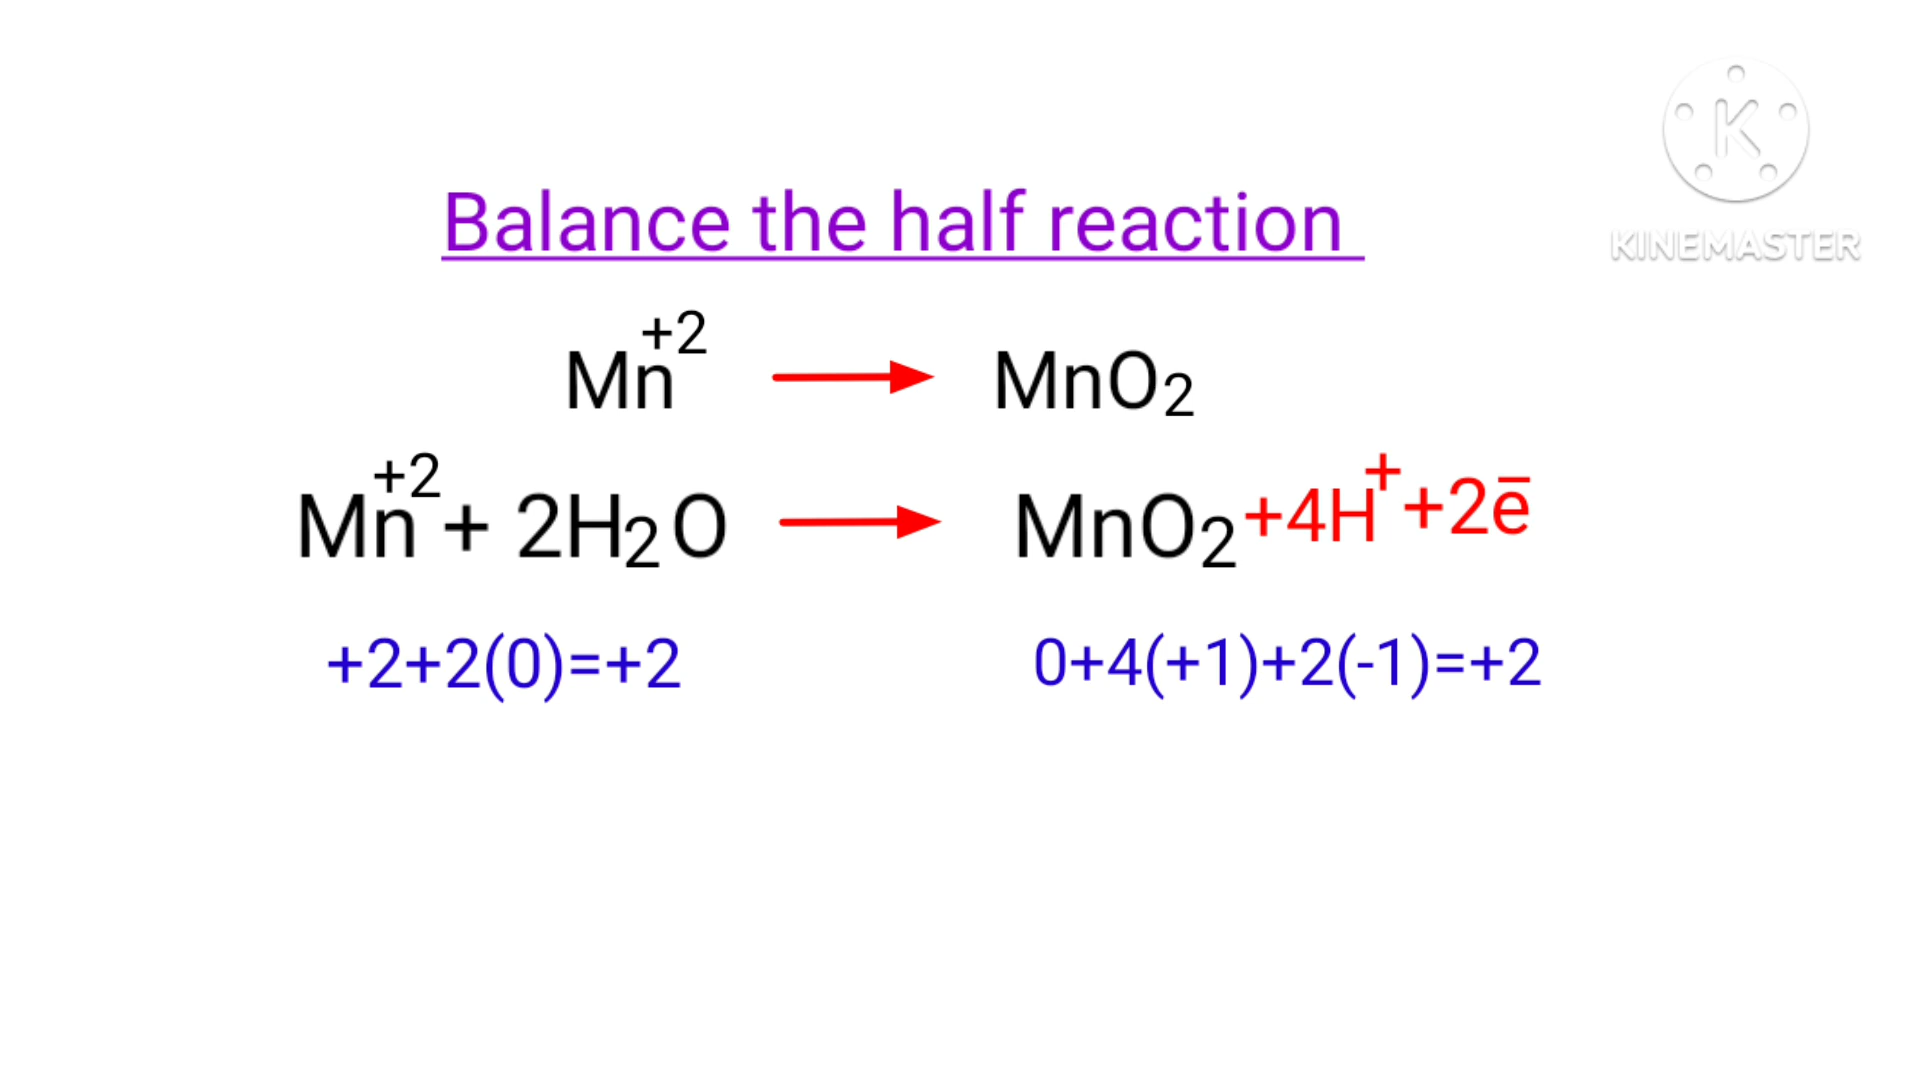 K
KINEMASTER
Balance the half reaction
Mn⁺² → MnO₂
Mn⁺² + 2H₂O → MnO₂ +4H⁺ +2e̅
+2+2(0)=+2 0+4(+1)+2(-1)=+2